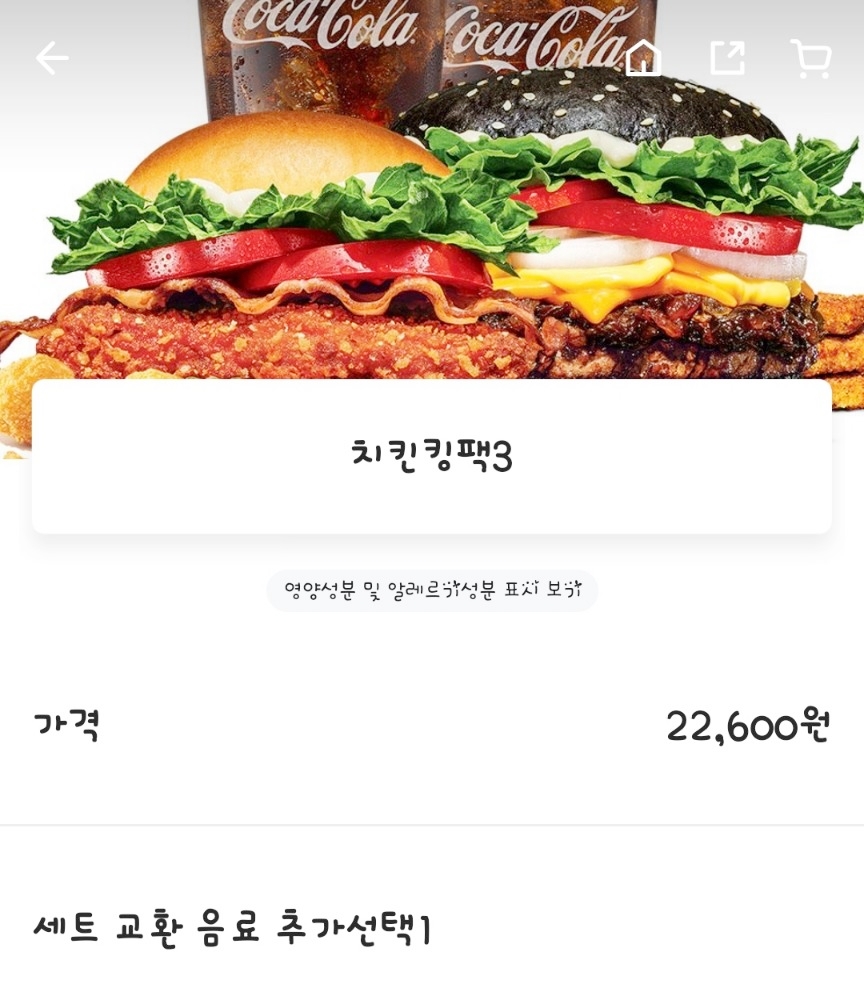 Coca-Cola Coca-Cola
치킨킹팩3
영양성분 및 알레르기성분 표시 보기
가격
22,600원
세트 교환 음료 추가선택1